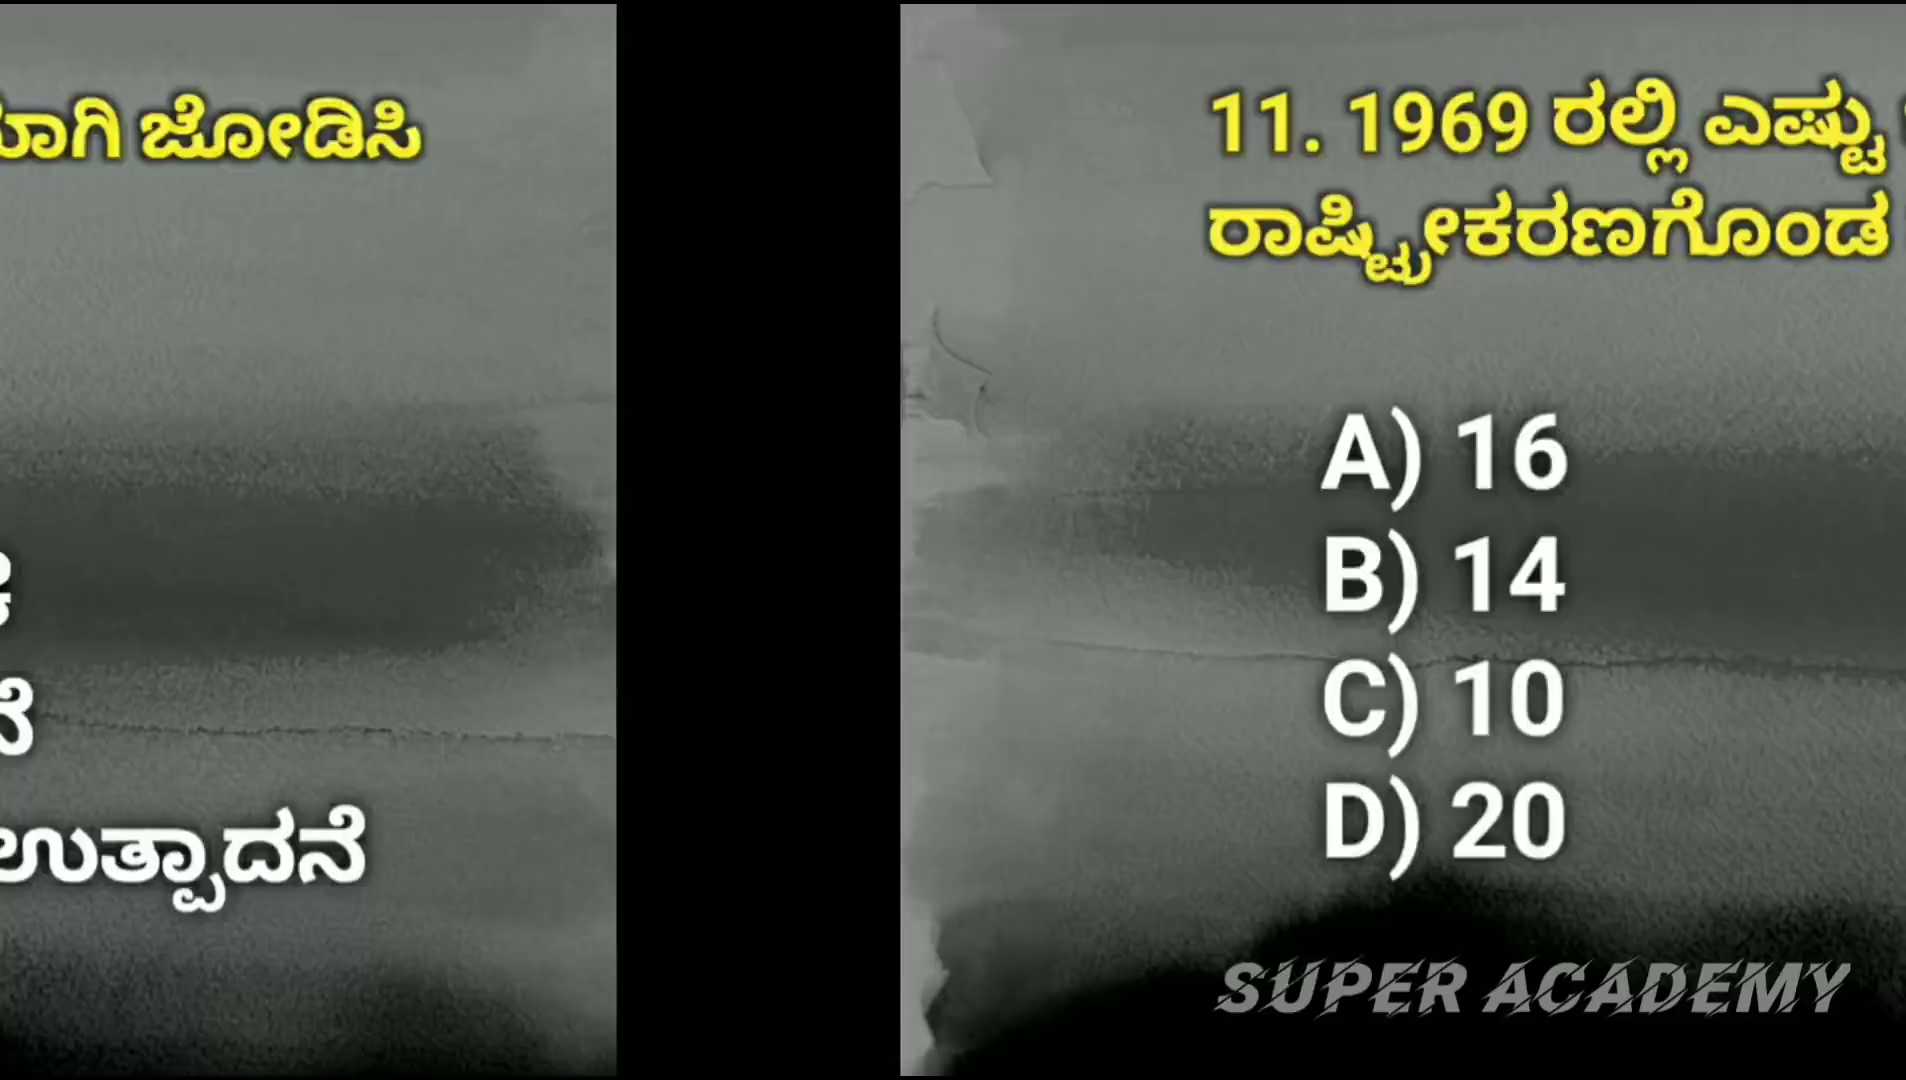 ಜೋಡಿಸಿ
ಉತ್ಪಾದನೆ
11. 1969 ರಲ್ಲಿ ಎಷ್ಟು
ರಾಷ್ಟ್ರೀಕರಣಗೊಂಡ
A) 16
B) 14
C) 10
D) 20
SUPER ACADEMY